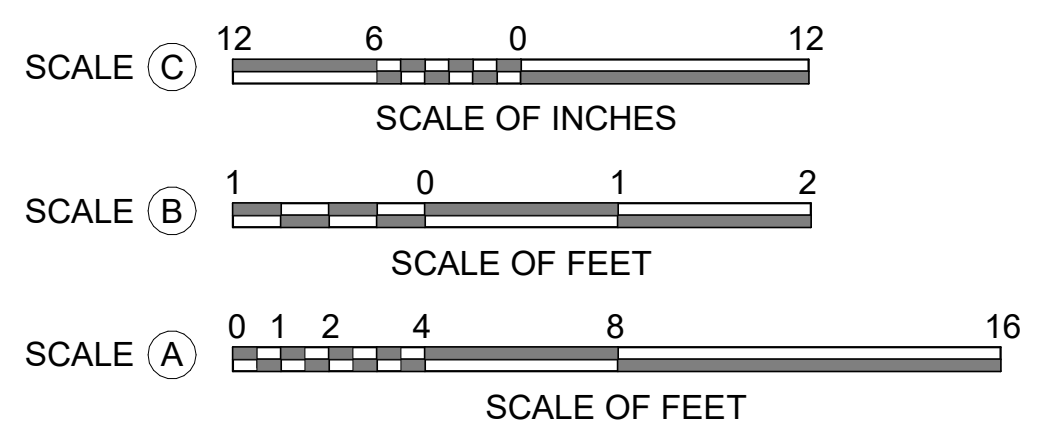 12 6 0 12
SCALE C
SCALE OF INCHES
1 0 1 2
SCALE B
SCALE OF FEET
0 1 2 4 8 16
SCALE A
SCALE OF FEET